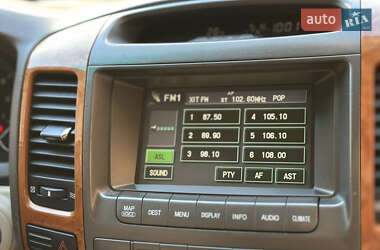 auto RIA
FM1
AF
XIT FM ST 102.60MHz POP
1 87.50 4 105.10
2 89.90 5 106.10
3 98.10 6 108.00
ASL
SOUND PTY AF AST
MAP
DEST MENU DISPLAY INFO AUDIO CLIMATE